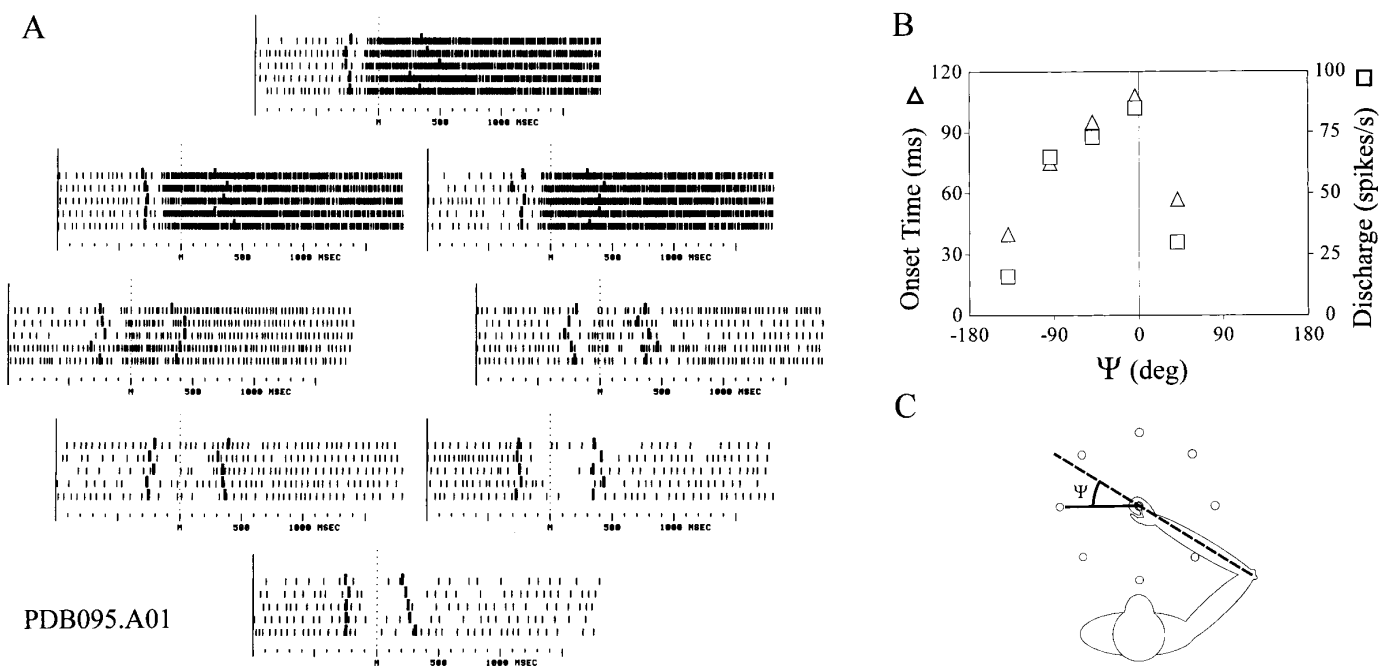 A
M 500 1000 MSEC
M 500 1000 MSEC
M 500 1000 MSEC
M 500 1000 MSEC
M 500 1000 MSEC
M 500 1000 MSEC
M 500 1000 MSEC
M 500 1000 MSEC
PDB095.A01
B
Onset Time (ms) △
120
90
60
30
0
100
75
50
25
0
Discharge (spikes/s) □
-180 -90 0 90 180
Ψ (deg)
C
Ψ